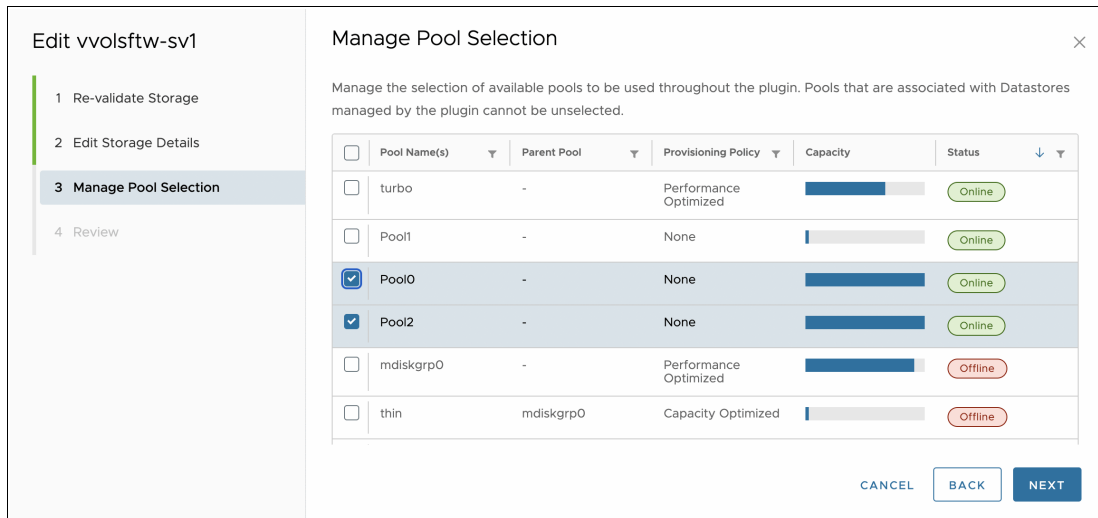 Edit vvolsftw-sv1
1 Re-validate Storage
2 Edit Storage Details
3 Manage Pool Selection
4 Review
Manage Pool Selection
Manage the selection of available pools to be used throughout the plugin. Pools that are associated with Datastores
managed by the plugin cannot be unselected.
Pool Name(s) Parent Pool Provisioning Policy Capacity Status
turbo - Performance Optimized Online
Pool1 - None Online
Pool0 - None Online
Pool2 - None Online
mdiskgrp0 - Performance Optimized Offline
thin mdiskgrp0 Capacity Optimized Offline
CANCEL BACK NEXT